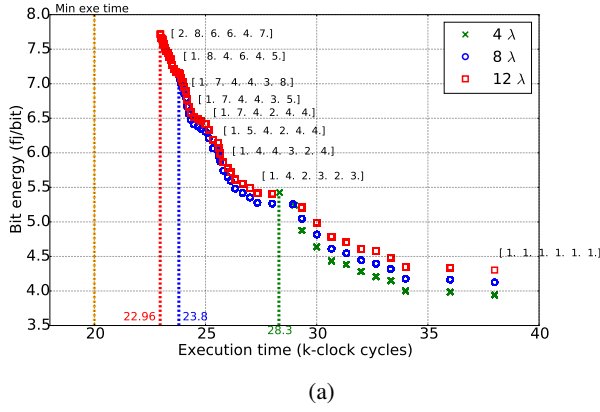 Min exe time
8.0
7.5
7.0
6.5
6.0
5.5
5.0
4.5
4.0
3.5
Bit energy (fj/bit)
4 λ
8 λ
12 λ
[ 2. 8. 6. 6. 4. 7.]
[ 1. 8. 4. 6. 4. 5.]
[ 1. 7. 4. 4. 3. 8.]
[ 1. 7. 4. 4. 3. 5.]
[ 1. 7. 4. 2. 4. 4.]
[ 1. 5. 4. 2. 4. 4.]
[ 1. 4. 4. 3. 2. 4.]
[ 1. 4. 2. 3. 2. 3.]
[ 1. 1. 1. 1. 1. 1.]
22.96
23.8
28.3
20 25 30 35 40
Execution time (k-clock cycles)
(a)